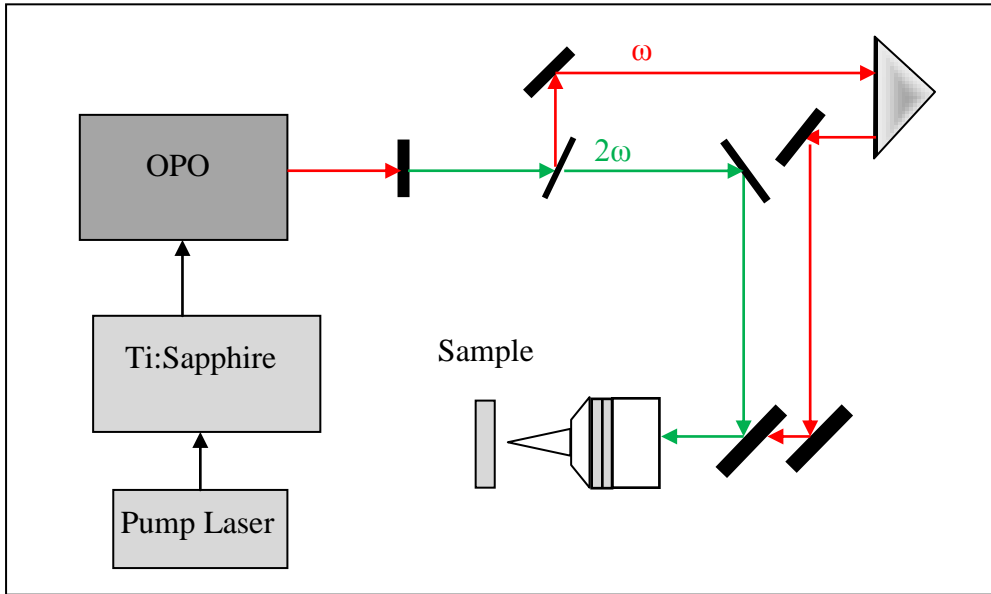 ω
2ω
OPO
Ti:Sapphire
Sample
Pump Laser